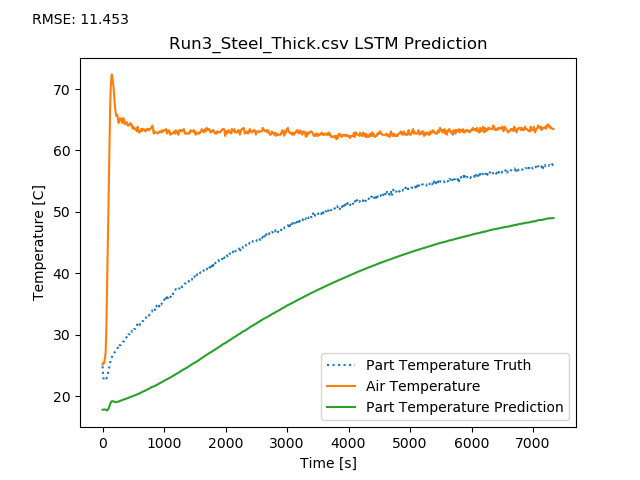 RMSE: 11.453
Run3_Steel_Thick.csv LSTM Prediction
Temperature [C]
70
60
50
40
30
20
Part Temperature Truth
Air Temperature
Part Temperature Prediction
0 1000 2000 3000 4000 5000 6000 7000
Time [s]